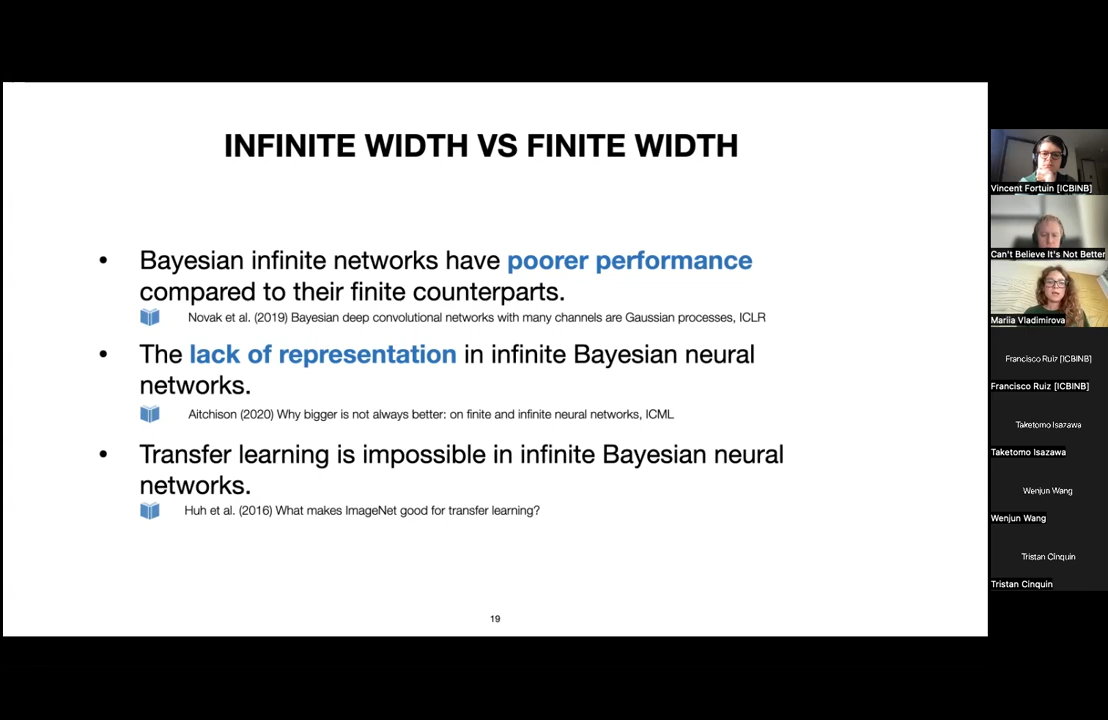 INFINITE WIDTH VS FINITE WIDTH
• Bayesian infinite networks have poorer performance
compared to their finite counterparts.
Novak et al. (2019) Bayesian deep convolutional networks with many channels are Gaussian processes, ICLR
• The lack of representation in infinite Bayesian neural
networks.
Aitchison (2020) Why bigger is not always better: on finite and infinite neural networks, ICML
• Transfer learning is impossible in infinite Bayesian neural
networks.
Huh et al. (2016) What makes ImageNet good for transfer learning?
19
Vincent Fortuin [ICBINB]
Can't Believe It's Not Better
Mariia Vladimirova
Francisco Ruiz [ICBINB]
Francisco Ruiz [ICBINB]
Taketomo Isazawa
Taketomo Isazawa
Wenjun Wang
Wenjun Wang
Tristan Cinquin
Tristan Cinquin